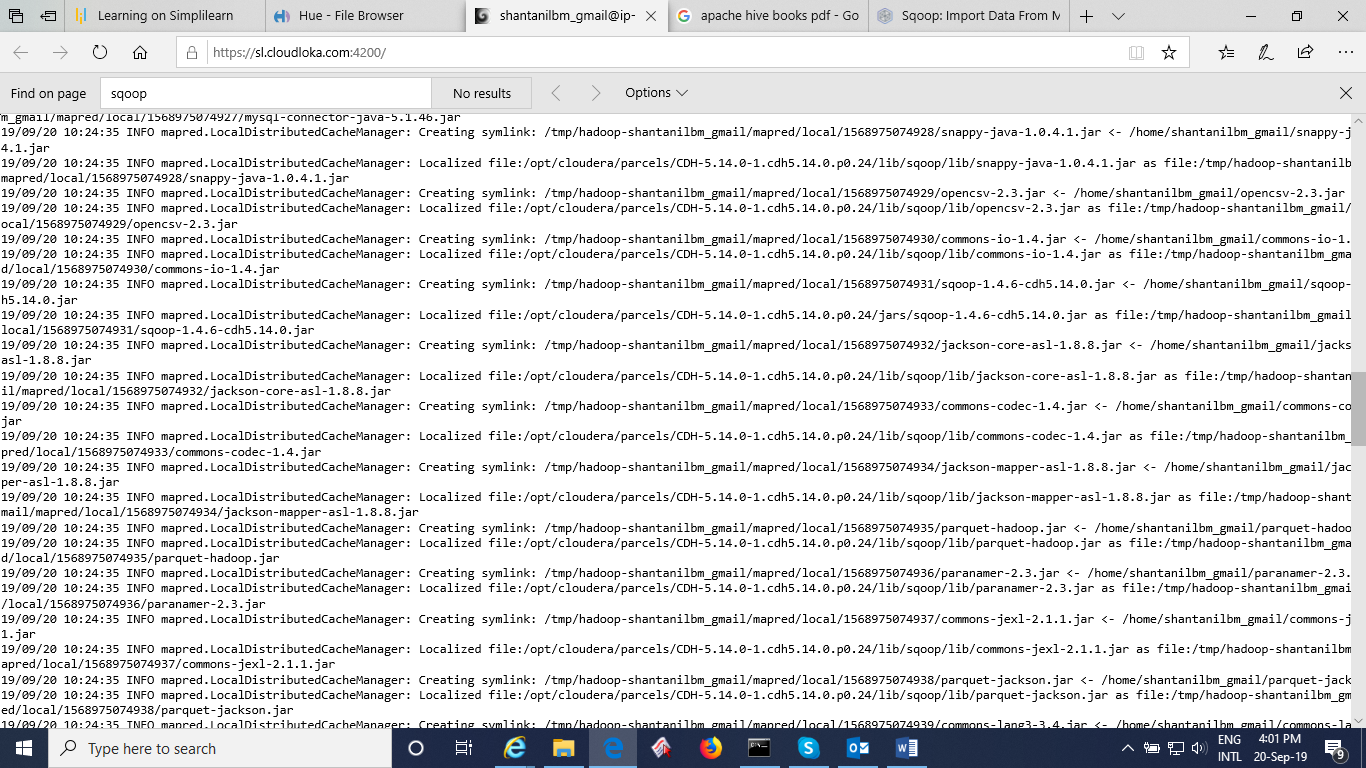 Learning on Simplilearn
Hue - File Browser
shantanilbm_gmail@ip-
apache hive books pdf - Go
Sqoop: Import Data From M
https://sl.cloudloka.com:4200/
Find on page
sqoop
No results
Options
m_gmail/mapred/local/1568975074927/mysql-connector-java-5.1.46.jar
19/09/20 10:24:35 INFO mapred.LocalDistributedCacheManager: Creating symlink: /tmp/hadoop-shantanilbm_gmail/mapred/local/1568975074928/snappy-java-1.0.4.1.jar <- /home/shantanilbm_gmail/snappy-j
4.1.jar
19/09/20 10:24:35 INFO mapred.LocalDistributedCacheManager: Localized file:/opt/cloudera/parcels/CDH-5.14.0-1.cdh5.14.0.p0.24/lib/sqoop/lib/snappy-java-1.0.4.1.jar as file:/tmp/hadoop-shantanilb
mapred/local/1568975074928/snappy-java-1.0.4.1.jar
19/09/20 10:24:35 INFO mapred.LocalDistributedCacheManager: Creating symlink: /tmp/hadoop-shantanilbm_gmail/mapred/local/1568975074929/opencsv-2.3.jar <- /home/shantanilbm_gmail/opencsv-2.3.jar
19/09/20 10:24:35 INFO mapred.LocalDistributedCacheManager: Localized file:/opt/cloudera/parcels/CDH-5.14.0-1.cdh5.14.0.p0.24/lib/sqoop/lib/opencsv-2.3.jar as file:/tmp/hadoop-shantanilbm_gmail/
ocal/1568975074929/opencsv-2.3.jar
19/09/20 10:24:35 INFO mapred.LocalDistributedCacheManager: Creating symlink: /tmp/hadoop-shantanilbm_gmail/mapred/local/1568975074930/commons-io-1.4.jar <- /home/shantanilbm_gmail/commons-io-1.
19/09/20 10:24:35 INFO mapred.LocalDistributedCacheManager: Localized file:/opt/cloudera/parcels/CDH-5.14.0-1.cdh5.14.0.p0.24/lib/sqoop/lib/commons-io-1.4.jar as file:/tmp/hadoop-shantanilbm_gma
d/local/1568975074930/commons-io-1.4.jar
19/09/20 10:24:35 INFO mapred.LocalDistributedCacheManager: Creating symlink: /tmp/hadoop-shantanilbm_gmail/mapred/local/1568975074931/sqoop-1.4.6-cdh5.14.0.jar <- /home/shantanilbm_gmail/sqoop-
h5.14.0.jar
19/09/20 10:24:35 INFO mapred.LocalDistributedCacheManager: Localized file:/opt/cloudera/parcels/CDH-5.14.0-1.cdh5.14.0.p0.24/jars/sqoop-1.4.6-cdh5.14.0.jar as file:/tmp/hadoop-shantanilbm_gmail
local/1568975074931/sqoop-1.4.6-cdh5.14.0.jar
19/09/20 10:24:35 INFO mapred.LocalDistributedCacheManager: Creating symlink: /tmp/hadoop-shantanilbm_gmail/mapred/local/1568975074932/jackson-core-asl-1.8.8.jar <- /home/shantanilbm_gmail/jacks
asl-1.8.8.jar
19/09/20 10:24:35 INFO mapred.LocalDistributedCacheManager: Localized file:/opt/cloudera/parcels/CDH-5.14.0-1.cdh5.14.0.p0.24/lib/sqoop/lib/jackson-core-asl-1.8.8.jar as file:/tmp/hadoop-shantan
il/mapred/local/1568975074932/jackson-core-asl-1.8.8.jar
19/09/20 10:24:35 INFO mapred.LocalDistributedCacheManager: Creating symlink: /tmp/hadoop-shantanilbm_gmail/mapred/local/1568975074933/commons-codec-1.4.jar <- /home/shantanilbm_gmail/commons-co
jar
19/09/20 10:24:35 INFO mapred.LocalDistributedCacheManager: Localized file:/opt/cloudera/parcels/CDH-5.14.0-1.cdh5.14.0.p0.24/lib/sqoop/lib/commons-codec-1.4.jar as file:/tmp/hadoop-shantanilbm_
pred/local/1568975074933/commons-codec-1.4.jar
19/09/20 10:24:35 INFO mapred.LocalDistributedCacheManager: Creating symlink: /tmp/hadoop-shantanilbm_gmail/mapred/local/1568975074934/jackson-mapper-asl-1.8.8.jar <- /home/shantanilbm_gmail/jac
per-asl-1.8.8.jar
19/09/20 10:24:35 INFO mapred.LocalDistributedCacheManager: Localized file:/opt/cloudera/parcels/CDH-5.14.0-1.cdh5.14.0.p0.24/lib/sqoop/lib/jackson-mapper-asl-1.8.8.jar as file:/tmp/hadoop-shant
mail/mapred/local/1568975074934/jackson-mapper-asl-1.8.8.jar
19/09/20 10:24:35 INFO mapred.LocalDistributedCacheManager: Creating symlink: /tmp/hadoop-shantanilbm_gmail/mapred/local/1568975074935/parquet-hadoop.jar <- /home/shantanilbm_gmail/parquet-hadoo
19/09/20 10:24:35 INFO mapred.LocalDistributedCacheManager: Localized file:/opt/cloudera/parcels/CDH-5.14.0-1.cdh5.14.0.p0.24/lib/sqoop/lib/parquet-hadoop.jar as file:/tmp/hadoop-shantanilbm_gma
d/local/1568975074935/parquet-hadoop.jar
19/09/20 10:24:35 INFO mapred.LocalDistributedCacheManager: Creating symlink: /tmp/hadoop-shantanilbm_gmail/mapred/local/1568975074936/paranamer-2.3.jar <- /home/shantanilbm_gmail/paranamer-2.3.
19/09/20 10:24:35 INFO mapred.LocalDistributedCacheManager: Localized file:/opt/cloudera/parcels/CDH-5.14.0-1.cdh5.14.0.p0.24/lib/sqoop/lib/paranamer-2.3.jar as file:/tmp/hadoop-shantanilbm_gmai
/local/1568975074936/paranamer-2.3.jar
19/09/20 10:24:35 INFO mapred.LocalDistributedCacheManager: Creating symlink: /tmp/hadoop-shantanilbm_gmail/mapred/local/1568975074937/commons-jexl-2.1.1.jar <- /home/shantanilbm_gmail/commons-j
1.jar
19/09/20 10:24:35 INFO mapred.LocalDistributedCacheManager: Localized file:/opt/cloudera/parcels/CDH-5.14.0-1.cdh5.14.0.p0.24/lib/sqoop/lib/commons-jexl-2.1.1.jar as file:/tmp/hadoop-shantanilbm
apred/local/1568975074937/commons-jexl-2.1.1.jar
19/09/20 10:24:35 INFO mapred.LocalDistributedCacheManager: Creating symlink: /tmp/hadoop-shantanilbm_gmail/mapred/local/1568975074938/parquet-jackson.jar <- /home/shantanilbm_gmail/parquet-jack
19/09/20 10:24:35 INFO mapred.LocalDistributedCacheManager: Localized file:/opt/cloudera/parcels/CDH-5.14.0-1.cdh5.14.0.p0.24/lib/sqoop/lib/parquet-jackson.jar as file:/tmp/hadoop-shantanilbm_gm
ed/local/1568975074938/parquet-jackson.jar
19/09/20 10:24:35 INFO mapred.LocalDistributedCacheManager: Creating symlink: /tmp/hadoop-shantanilbm_gmail/mapred/local/1568975074939/commons-lang3-3.4.jar <- /home/shantanilbm_gmail/commons-la
Type here to search
ENG
INTL
4:01 PM
20-Sep-19
9